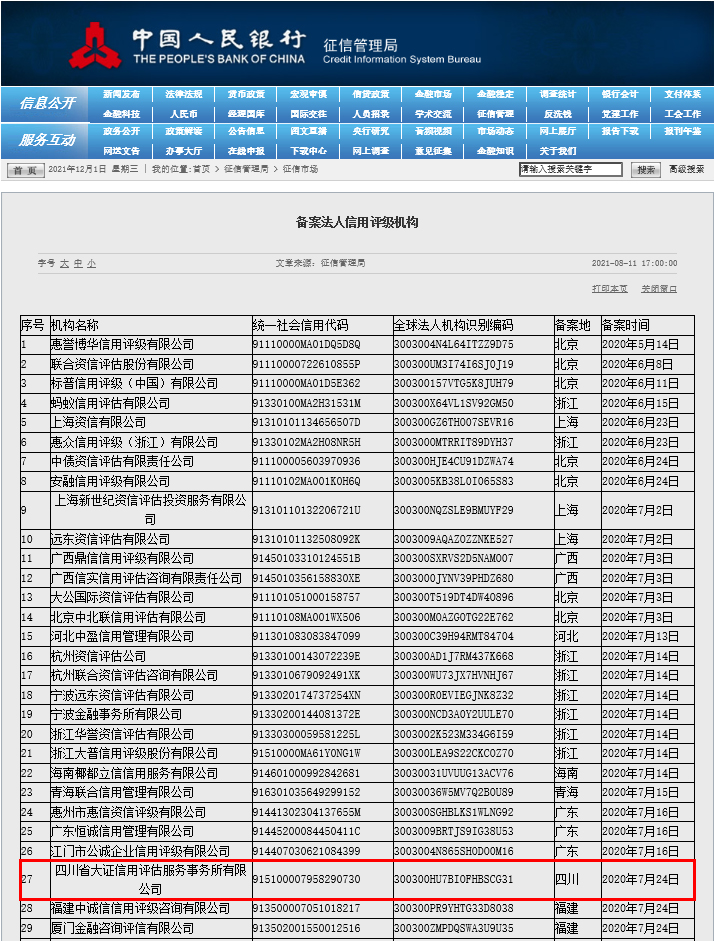 中国人民银行 征信管理局
THE PEOPLE'S BANK OF CHINA Credit Information System Bureau
信息公开 新闻发布 法律法规 货币政策 宏观审慎 信贷政策 金融市场 金融稳定 调查统计 银行会计 支付体系
金融科技 人民币 经理国库 国际交往 人员招录 学术交流 征信管理 反洗钱 党建工作 工会工作
服务互动 政务公开 政策解读 公告信息 图文直播 央行研究 音频视频 市场动态 网上展厅 报告下载 报刊年鉴
网送文告 办事大厅 在线申报 下载中心 网上调查 意见征集 金融知识 关于我们
首 页 2021年12月1日 星期三 | 我的位置:首页 > 征信管理局 > 征信市场 请输入搜索关键字 搜索 高级搜索
备案法人信用评级机构
字号 大 中 小 文章来源：征信管理局 2021-08-11 17:00:00
打印本页 关闭窗口
序号 机构名称 统一社会信用代码 全球法人机构识别编码 备案地 备案时间
1 惠誉博华信用评级有限公司 91110000MA01DQ5D8Q 3003004N4L64ITZZ9D75 北京 2020年5月14日
2 联合资信评估股份有限公司 91110000722610855P 300300UM3I74I6SJ0J19 北京 2020年6月8日
3 标普信用评级（中国）有限公司 91110000MA01D5E362 300300157VTG5K8JUH79 北京 2020年6月11日
4 蚂蚁信用评估有限公司 91330100MA2H31531M 300300X64VL1SV92GM50 浙江 2020年6月15日
5 上海资信有限公司 91310101134656507D 300300GZ6TH007SEVR16 上海 2020年6月23日
6 惠众信用评级（浙江）有限公司 91330102MA2H08NR5H 3003000MTRRIT89DYH37 浙江 2020年6月23日
7 中债资信评估有限责任公司 911100005603970936 300300HJE4CU91DZWA74 北京 2020年6月24日
8 安融信用评级有限公司 91110102MA001K0H6Q 3003005KB38L0I065S83 北京 2020年6月24日
9 上海新世纪资信评估投资服务有限公
司 91310110132206721U 300300NQZSLE9BMUYF29 上海 2020年7月2日
10 远东资信评估有限公司 91310101132508092K 3003009AQAZOZZNKE527 上海 2020年7月2日
11 广西鼎信信用评级有限公司 91450103310124551B 300300SXRVS2D5NAMO07 广西 2020年7月3日
12 广西信实信用评估咨询有限责任公司 91450103561588​30XE 3003000JYNV39PHDZ680 广西 2020年7月3日
13 大公国际资信评估有限公司 911101051000158757 300300T519DT4DW40896 北京 2020年7月3日
14 北京中北联信用评估有限公司 91110108MA001WX506 300300M0AZGOTG22E762 北京 2020年7月3日
15 河北中盈信用管理有限公司 911301083083847099 300300C39H94RMT84704 河北 2020年7月13日
16 杭州资信评估公司 91330100143072239E 300300AD1J7RM437K668 浙江 2020年7月14日
17 杭州联合资信评估咨询有限公司 91330106790924​91XK 300300WU73JX7HVNHJ67 浙江 2020年7月14日
18 宁波远东资信评估有限公司 91330201747372​54XN 300300ROEVIEGJNK8Z32 浙江 2020年7月14日
19 宁波金融事务所有限公司 91330200144081372E 300300NCD3A0Y2UULE70 浙江 2020年7月14日
20 浙江华誉资信评估有限公司 91330300059581225L 3003002K523M334G6I59 浙江 2020年7月14日
21 浙江大普信用评级股份有限公司 91510000MA61Y0NG1W 300300LEA9S22CKCOZ70 浙江 2020年7月14日
22 海南椰都立信信用服务有限公司 914601000992842681 30030031UVUUG13ACV76 海南 2020年7月14日
23 青海联合信用管理有限公司 916301035649299152 30030036W5MV7Q2BOU89 青海 2020年7月15日
24 惠州市惠信资信评级有限公司 91441302304137655M 300300SGHBLKS1WLNG92 广东 2020年7月16日
25 广东恒诚信用管理有限公司 91445200084450411C 3003009BRTJS9IG38U53 广东 2020年7月16日
26 江门市公诚企业信用评级有限公司 914407030621084399 3003004N865SHODOOM16 广东 2020年7月16日
27 四川省大证信用评估服务事务所有限
公司 915100007958290730 300300HU7BIOFHBSCG31 四川 2020年7月24日
28 福建中诚信信用评级咨询有限公司 913500007051018217 300300PR9YHTG33D8038 福建 2020年7月24日
29 厦门金融咨询评信有限公司 913502001550012516 300300ZMPDQSWA3U9U35 福建 2020年7月24日